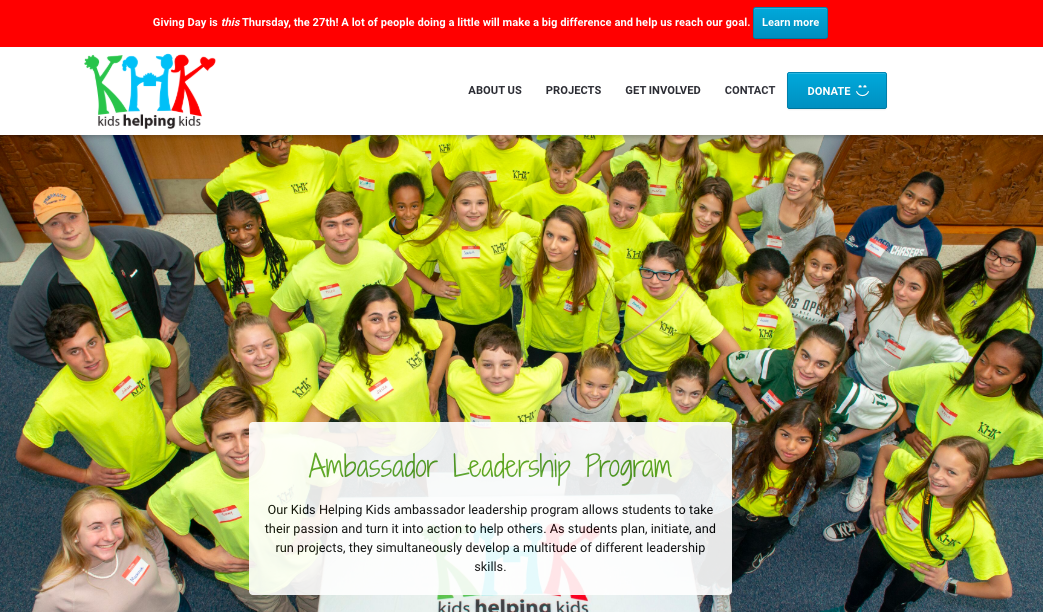 Giving Day is this Thursday, the 27th! A lot of people doing a little will make a big difference and help us reach our goal. Learn more
KHK
kids helping kids
ABOUT US PROJECTS GET INVOLVED CONTACT DONATE
CHASERS
Ambassador Leadership Program
Our Kids Helping Kids ambassador leadership program allows students to take
their passion and turn it into action to help others. As students plan, initiate, and
run projects, they simultaneously develop a multitude of different leadership
skills.
kids helping kids